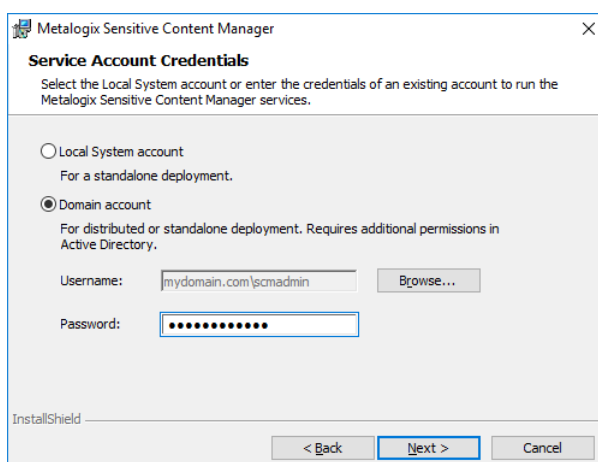 Metalogix Sensitive Content Manager
Service Account Credentials
Select the Local System account or enter the credentials of an existing account to run the
Metalogix Sensitive Content Manager services.
Local System account
For a standalone deployment.
Domain account
For distributed or standalone deployment. Requires additional permissions in
Active Directory.
Username: mydomain.com\scmadmin Browse...
Password: ●●●●●●●●●●●●
InstallShield
< Back Next > Cancel